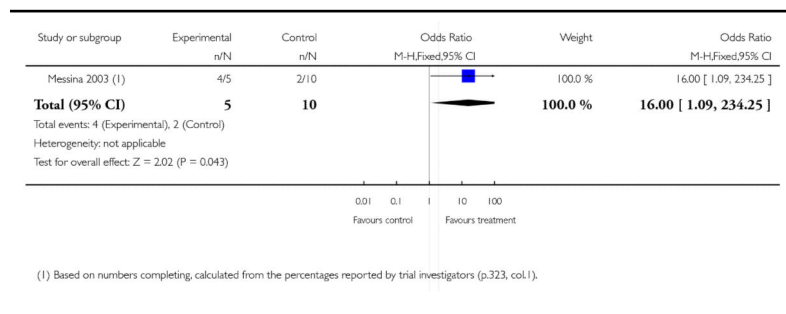 Study or subgroup Experimental Control Odds Ratio Weight Odds Ratio
n/N n/N M-H,Fixed,95% CI M-H,Fixed,95% CI
Messina 2003 (1) 4/5 2/10 100.0 % 16.00 [ 1.09, 234.25 ]
Total (95% CI) 5 10 100.0 % 16.00 [ 1.09, 234.25 ]
Total events: 4 (Experimental), 2 (Control)
Heterogeneity: not applicable
Test for overall effect: Z = 2.02 (P = 0.043)
0.01 0.1 1 10 100
Favours control Favours treatment
(1) Based on numbers completing, calculated from the percentages reported by trial investigators (p.323, col.1).